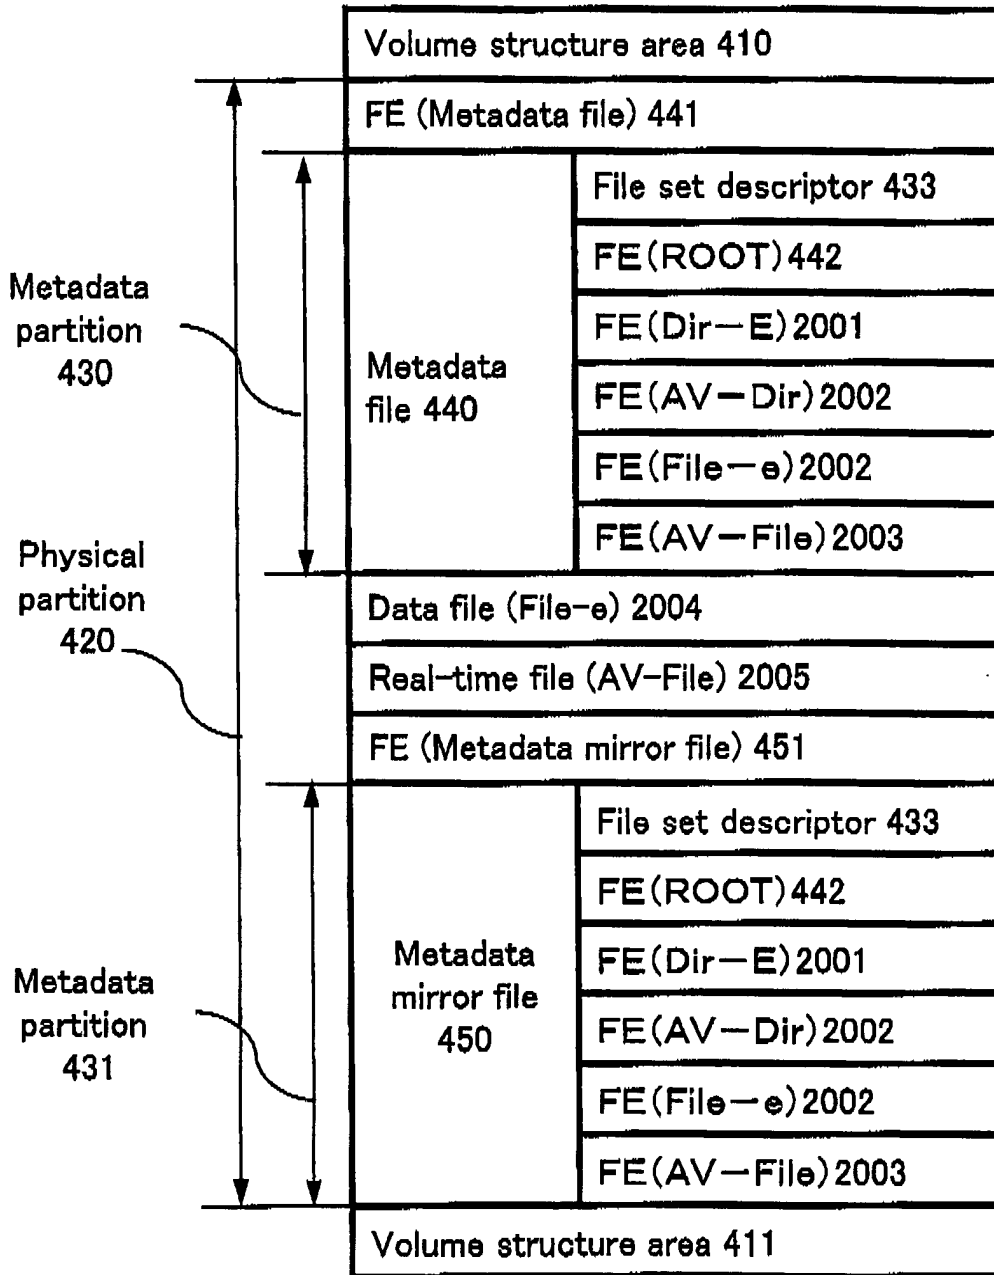 Volume structure area 410
FE (Metadata file) 441
File set descriptor 433
FE(ROOT)442
FE(Dir-E)2001
FE(AV-Dir)2002
FE(File-e)2002
FE(AV-File)2003
Metadata
file 440
Metadata
partition
430
Data file (File-e) 2004
Real-time file (AV-File) 2005
FE (Metadata mirror file) 451
Physical
partition
420
File set descriptor 433
FE(ROOT)442
FE(Dir-E)2001
FE(AV-Dir)2002
FE(File-e)2002
FE(AV-File)2003
Metadata
mirror file
450
Metadata
partition
431
Volume structure area 411